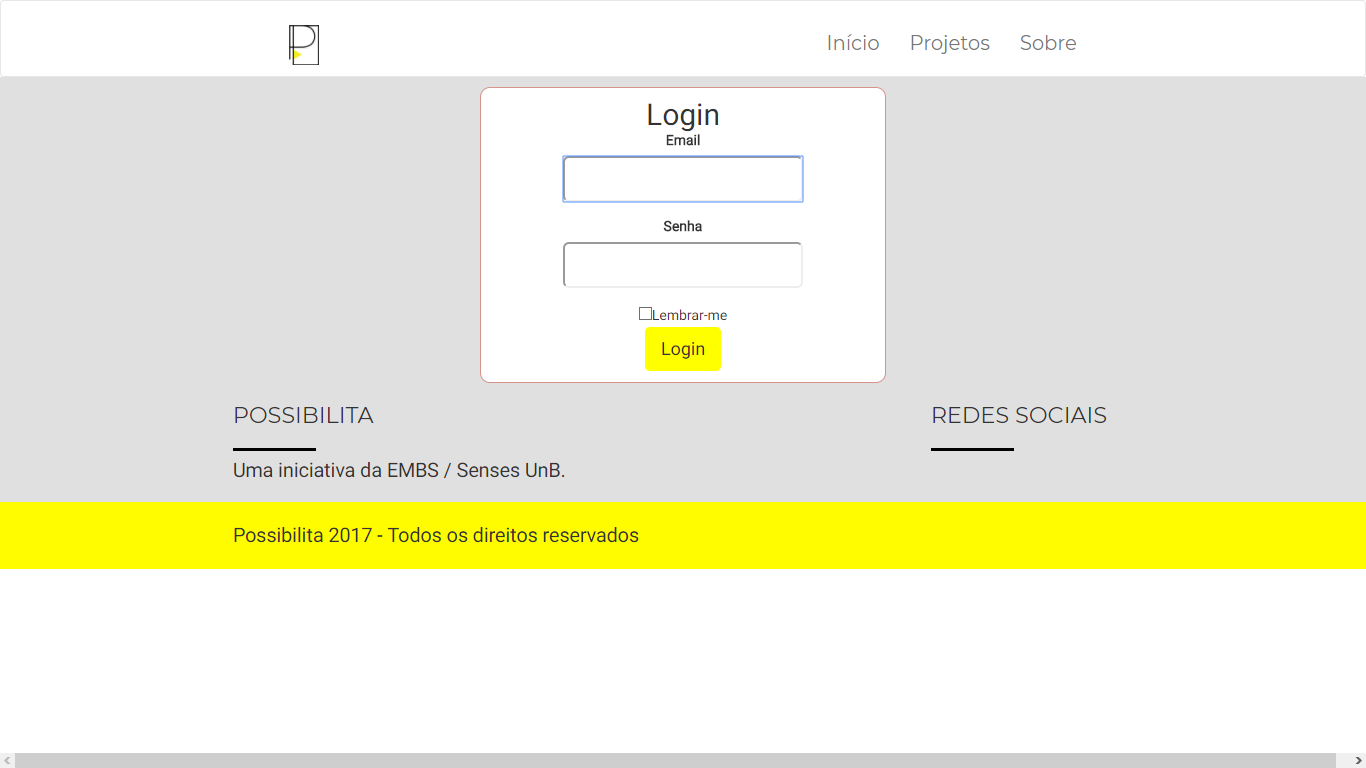 Início Projetos Sobre
Login
Email
Senha
Lembrar-me
Login
POSSIBILITA
REDES SOCIAIS
Uma iniciativa da EMBS / Senses UnB.
Possibilita 2017 - Todos os direitos reservados